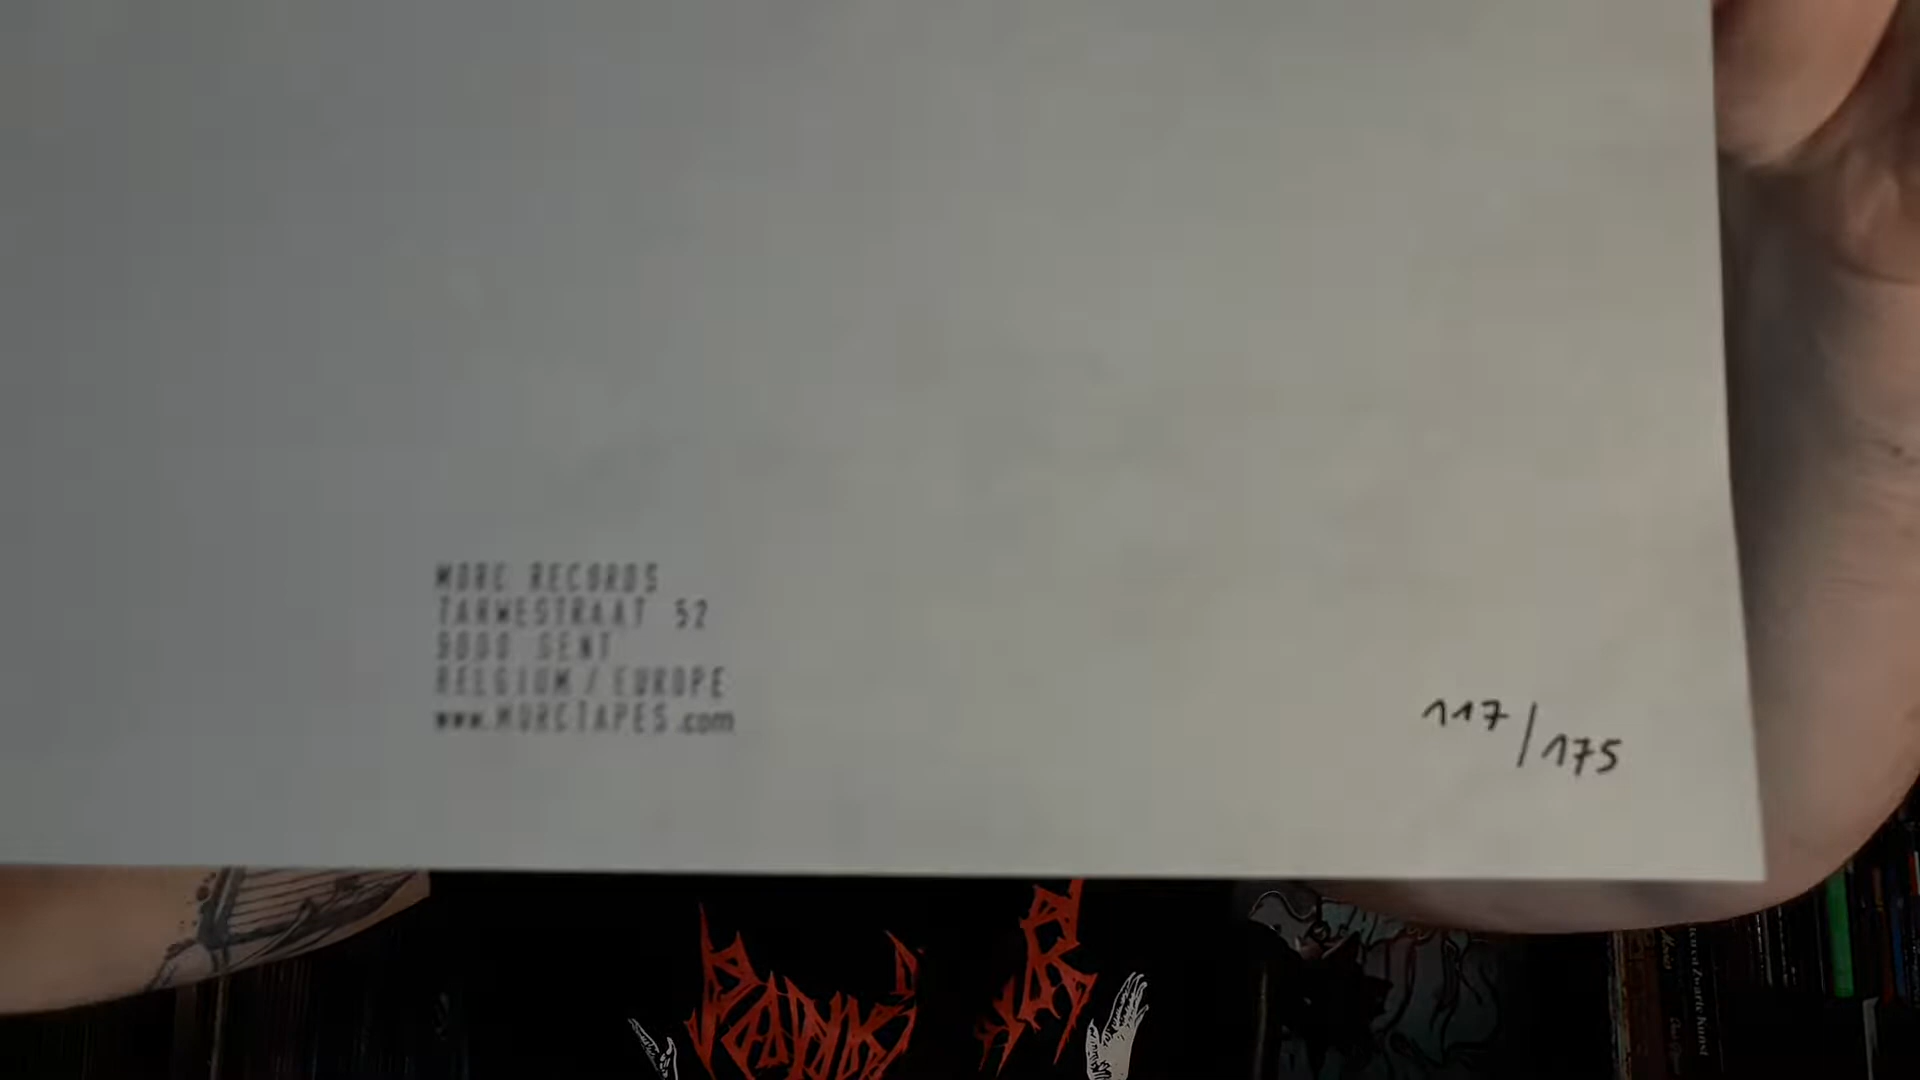 MORC RECORDS
TARWESTRAAT 52
9000 GENT
BELGIUM / EUROPE
www.MORCTAPES.com
117/175